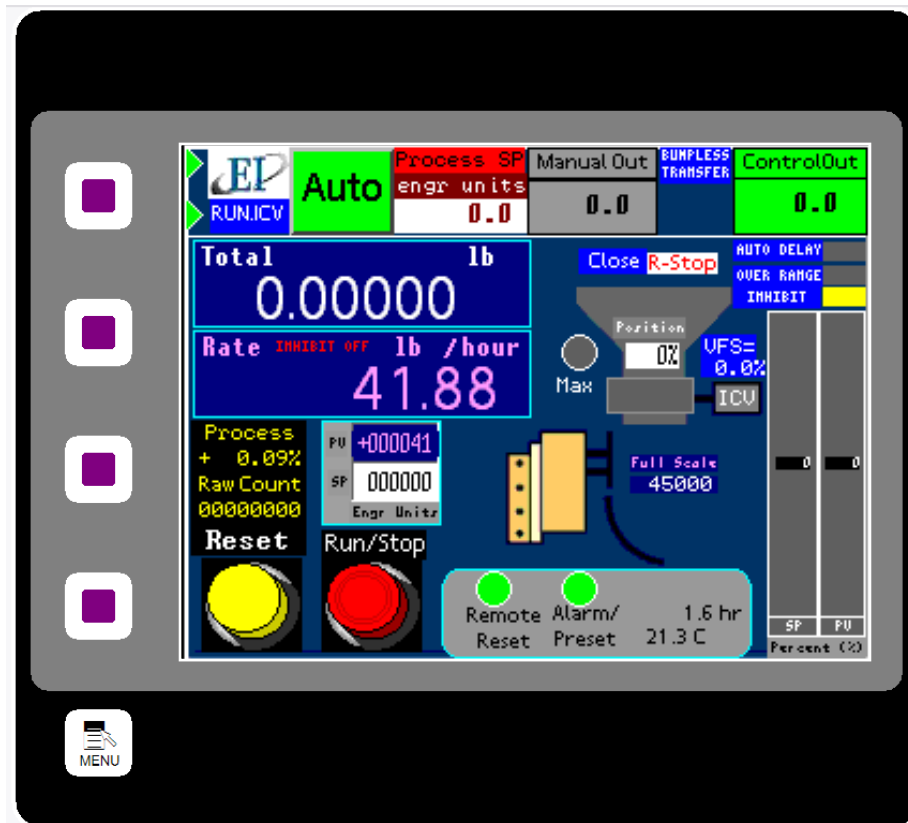 EI
RUN.ICV
Auto
Process SP
engr units
0.0
Manual Out
0.0
BUMPLESS
TRANSFER
ControlOut
0.0
Total lb
0.00000
Rate INHIBIT OFF lb /hour
41.88
Close R-Stop
AUTO DELAY
OVER RANGE
INHIBIT
Position
0%
VFS=
0.0%
Max
ICV
Process
+ 0.09%
Raw Count
00000000
PV +000041
SP 000000
Engr Units
Full Scale
45000
0 0
Reset
Run/Stop
Remote
Reset
Alarm/
Preset
1.6 hr
21.3 C
SP PV
Percent (%)
MENU